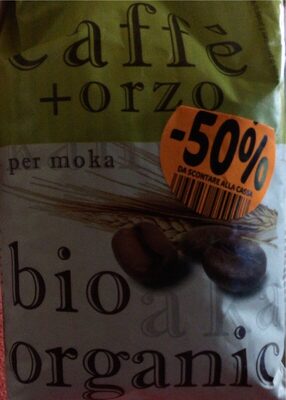 caffè
+orzo
-50%
DA SCONTARE ALLA CASSA
per moka
bio
organic